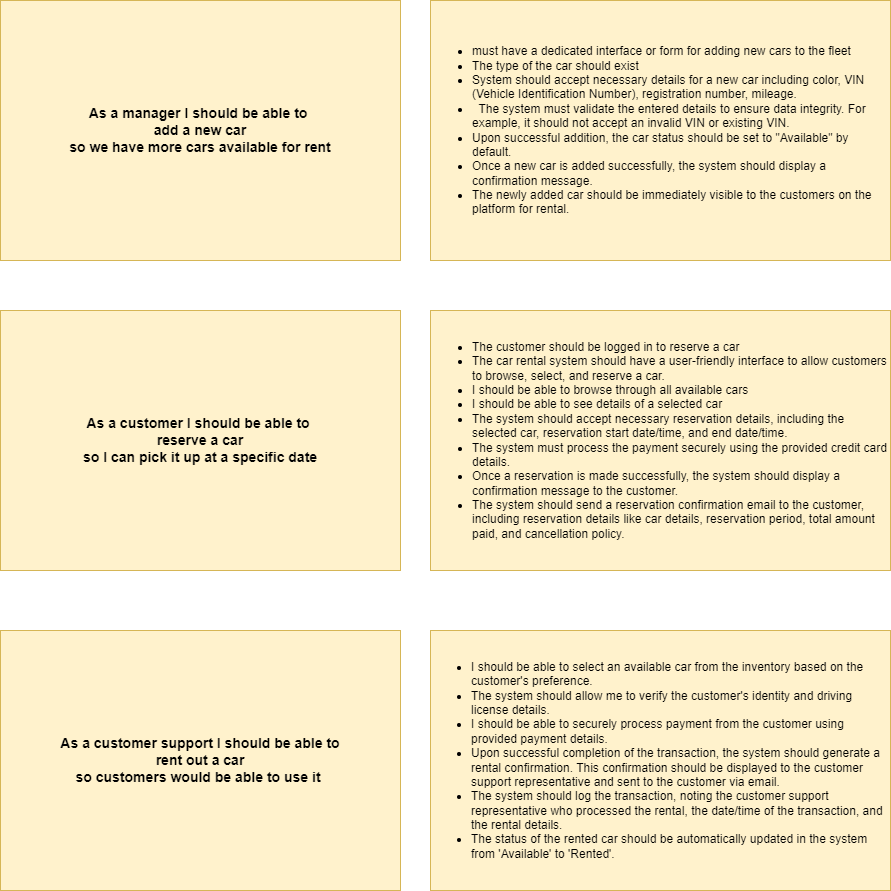 As a manager I should be able to
add a new car
so we have more cars available for rent
• must have a dedicated interface or form for adding new cars to the fleet
• The type of the car should exist
• System should accept necessary details for a new car including color, VIN
(Vehicle Identification Number), registration number, mileage.
• The system must validate the entered details to ensure data integrity. For
example, it should not accept an invalid VIN or existing VIN.
• Upon successful addition, the car status should be set to "Available" by
default.
• Once a new car is added successfully, the system should display a
confirmation message.
• The newly added car should be immediately visible to the customers on the
platform for rental.
As a customer I should be able to
reserve a car
so I can pick it up at a specific date
• The customer should be logged in to reserve a car
• The car rental system should have a user-friendly interface to allow customers
to browse, select, and reserve a car.
• I should be able to browse through all available cars
• I should be able to see details of a selected car
• The system should accept necessary reservation details, including the
selected car, reservation start date/time, and end date/time.
• The system must process the payment securely using the provided credit card
details.
• Once a reservation is made successfully, the system should display a
confirmation message to the customer.
• The system should send a reservation confirmation email to the customer,
including reservation details like car details, reservation period, total amount
paid, and cancellation policy.
As a customer support I should be able to
rent out a car
so customers would be able to use it
• I should be able to select an available car from the inventory based on the
customer's preference.
• The system should allow me to verify the customer's identity and driving
license details.
• I should be able to securely process payment from the customer using
provided payment details.
• Upon successful completion of the transaction, the system should generate a
rental confirmation. This confirmation should be displayed to the customer
support representative and sent to the customer via email.
• The system should log the transaction, noting the customer support
representative who processed the rental, the date/time of the transaction, and
the rental details.
• The status of the rented car should be automatically updated in the system
from 'Available' to 'Rented'.